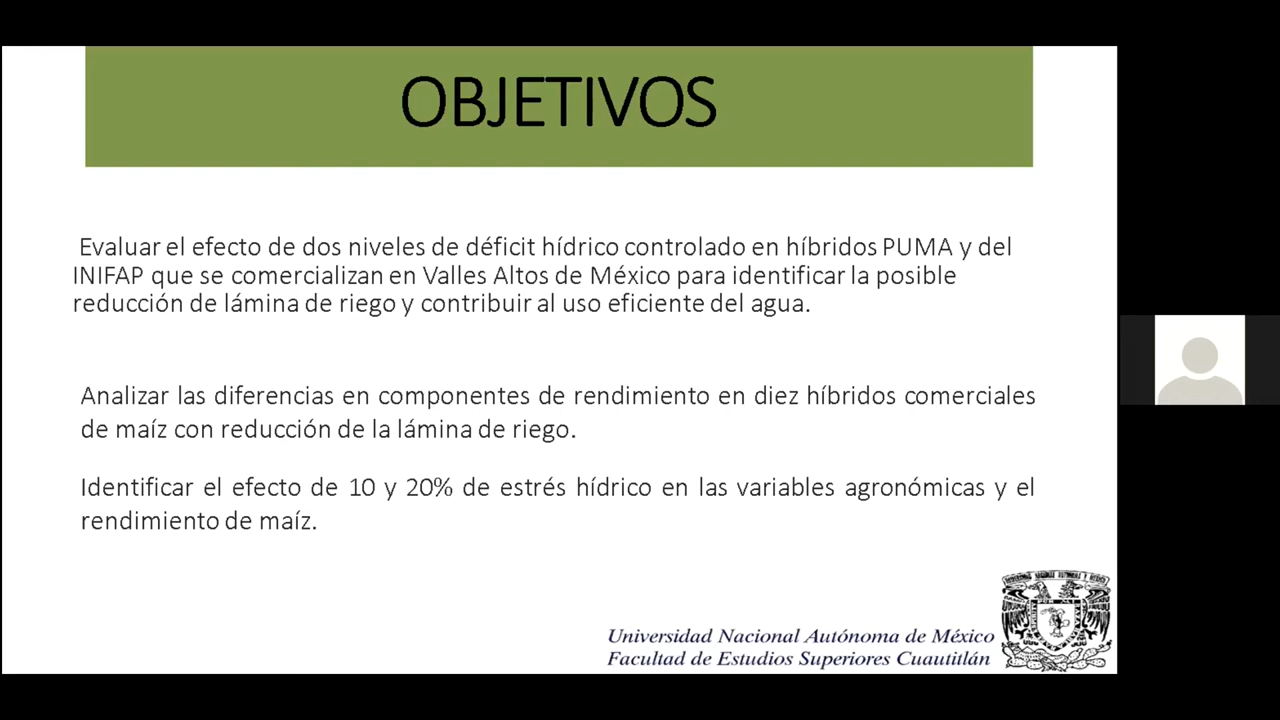 OBJETIVOS
Evaluar el efecto de dos niveles de déficit hídrico controlado en híbridos PUMA y del
INIFAP que se comercializan en Valles Altos de México para identificar la posible
reducción de lámina de riego y contribuir al uso eficiente del agua.
Analizar las diferencias en componentes de rendimiento en diez híbridos comerciales
de maíz con reducción de la lámina de riego.
Identificar el efecto de 10 y 20% de estrés hídrico en las variables agronómicas y el
rendimiento de maíz.
Universidad Nacional Autónoma de México
Facultad de Estudios Superiores Cuautitlán